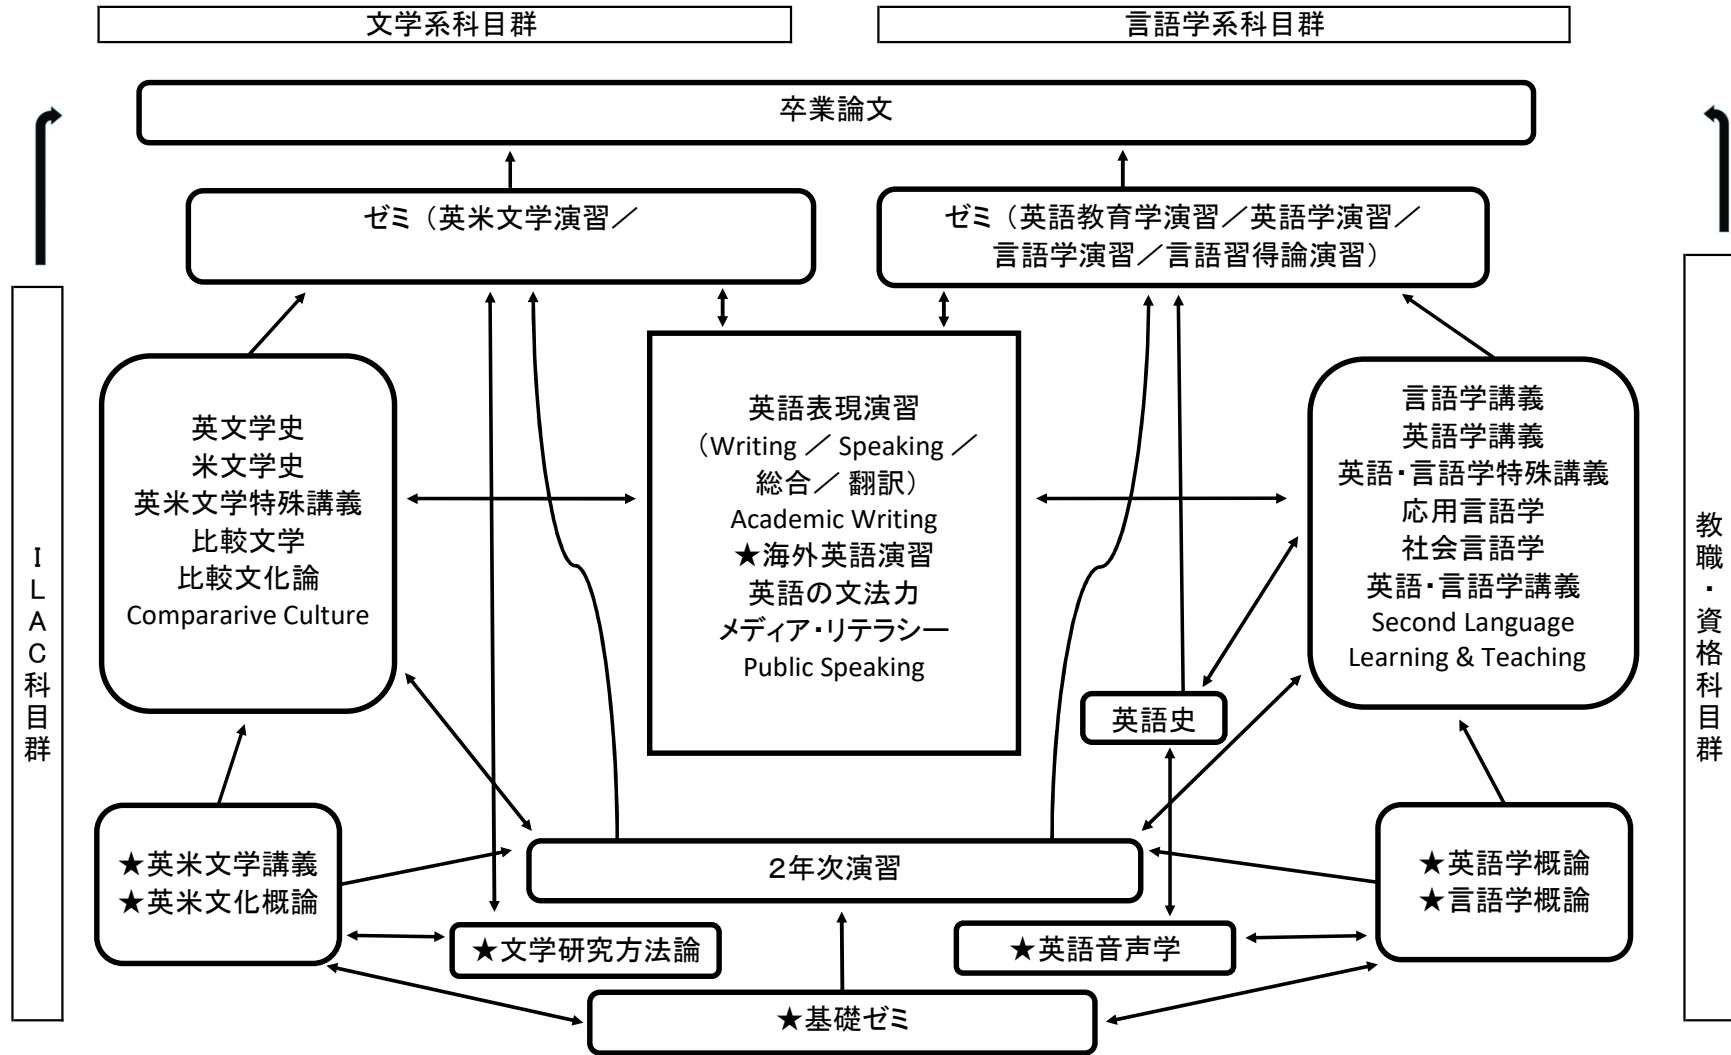 文学系科目群
言語学系科目群
卒業論文
ゼミ（英米文学演習／
ゼミ（英語教育学演習／英語学演習／
言語学演習／言語習得論演習）
ILAC科目群
英文学史
米文学史
英米文学特殊講義
比較文学
比較文化論
Compararive Culture
英語表現演習
（Writing ／ Speaking ／
総合／ 翻訳）
Academic Writing
★海外英語演習
英語の文法力
メディア・リテラシー
Public Speaking
言語学講義
英語学講義
英語・言語学特殊講義
応用言語学
社会言語学
英語・言語学講義
Second Language
Learning & Teaching
教職・資格科目群
英語史
★英米文学講義
★英米文化概論
２年次演習
★英語学概論
★言語学概論
★文学研究方法論
★英語音声学
★基礎ゼミ